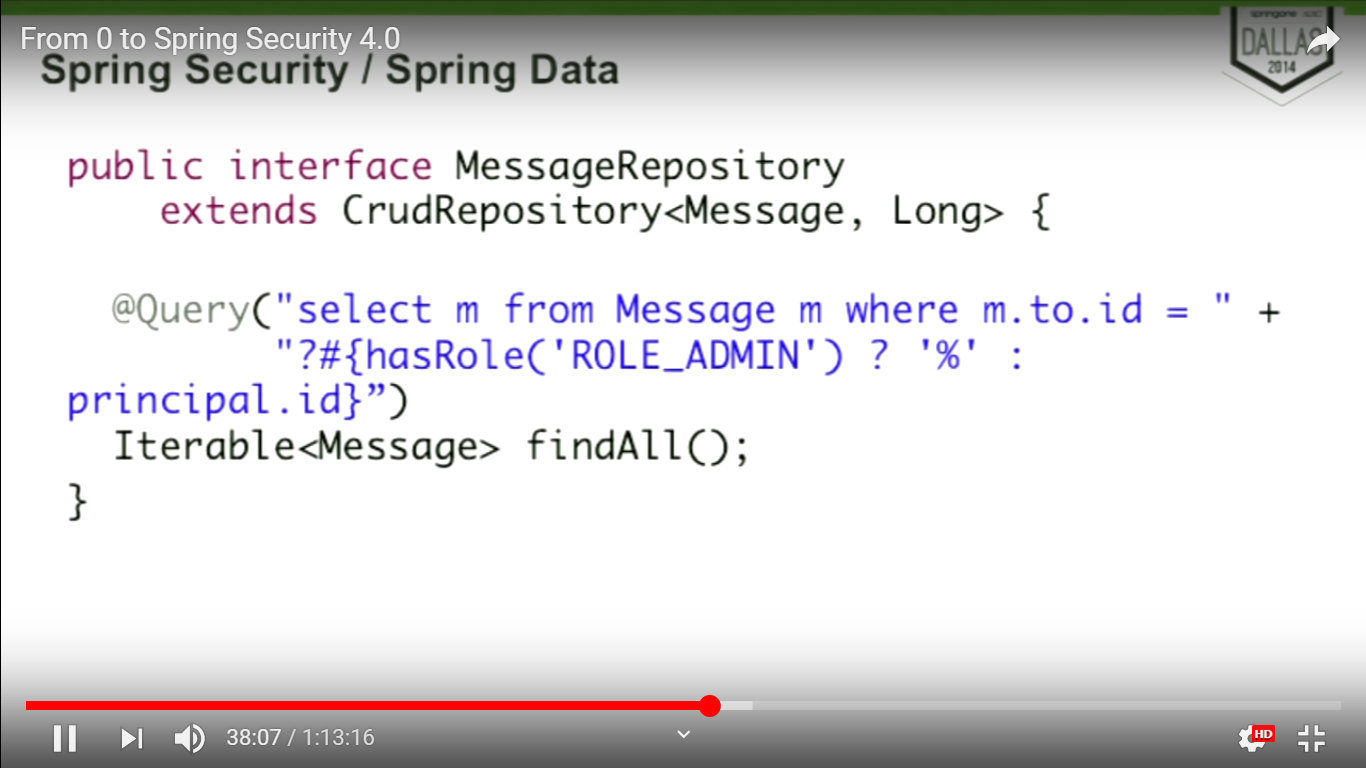 From 0 to Spring Security 4.0
Spring Security / Spring Data
springone
DALLAS
2014
public interface MessageRepository
extends CrudRepository<Message, Long> {
@Query("select m from Message m where m.to.id = " +
"?#{hasRole('ROLE_ADMIN') ? '%' :
principal.id}”)
Iterable<Message> findAll();
}
38:07 / 1:13:16
HD